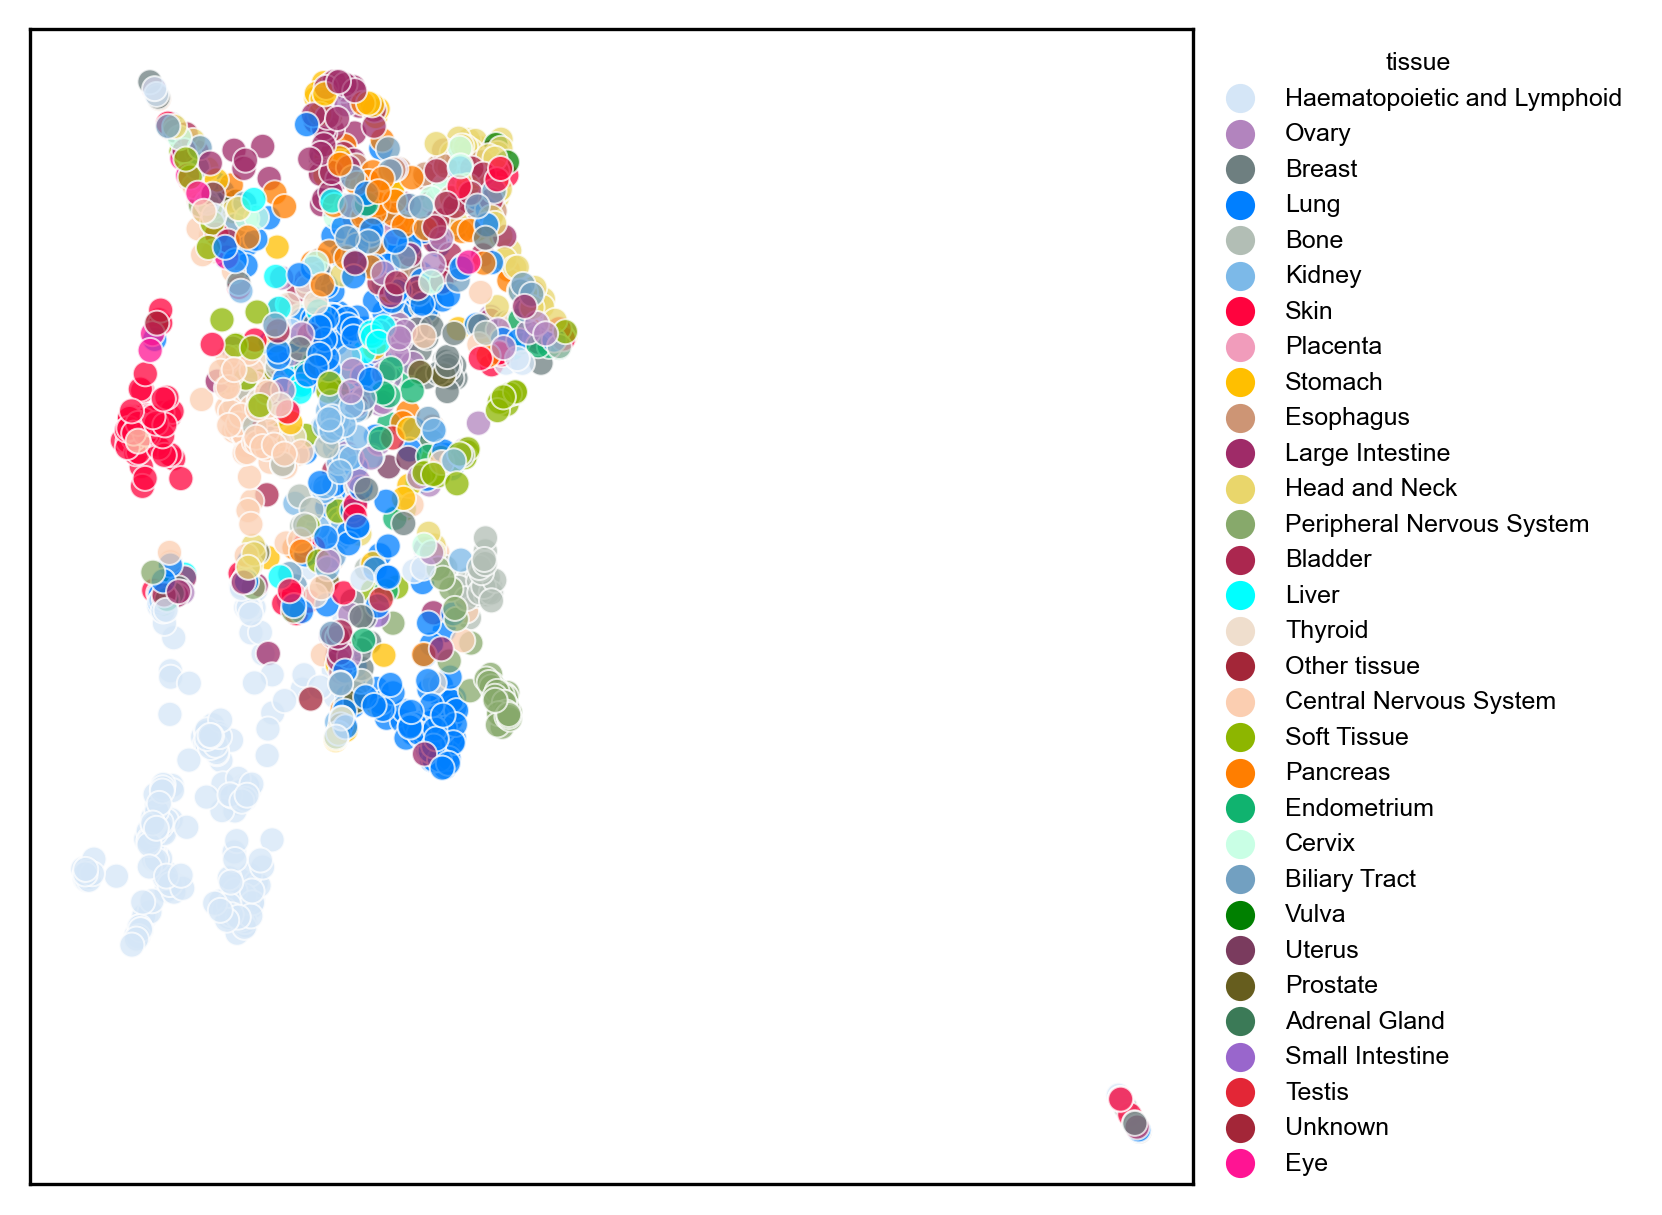 tissue
Haematopoietic and Lymphoid
Ovary
Breast
Lung
Bone
Kidney
Skin
Placenta
Stomach
Esophagus
Large Intestine
Head and Neck
Peripheral Nervous System
Bladder
Liver
Thyroid
Other tissue
Central Nervous System
Soft Tissue
Pancreas
Endometrium
Cervix
Biliary Tract
Vulva
Uterus
Prostate
Adrenal Gland
Small Intestine
Testis
Unknown
Eye